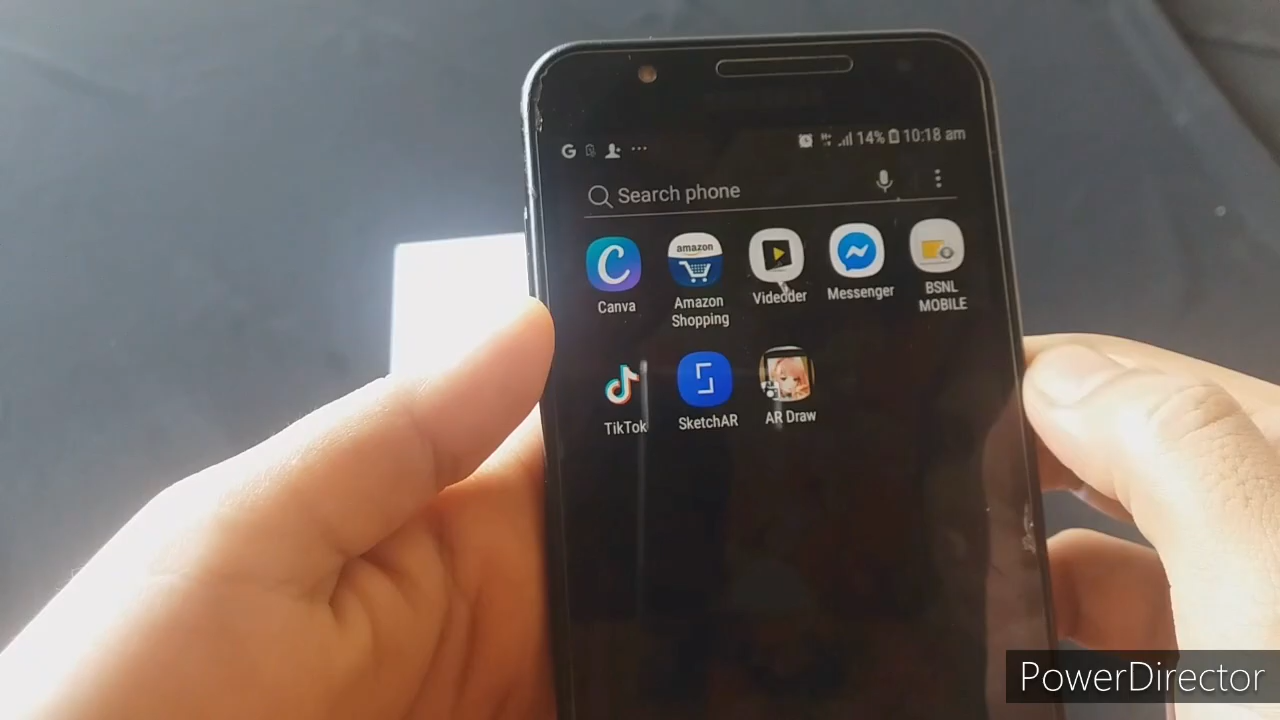 G
14% 10:18 am
Search phone
amazon
Canva
Amazon
Shopping
Videoder
Messenger
BSNL
MOBILE
TikTok
SketchAR
AR Draw
PowerDirector